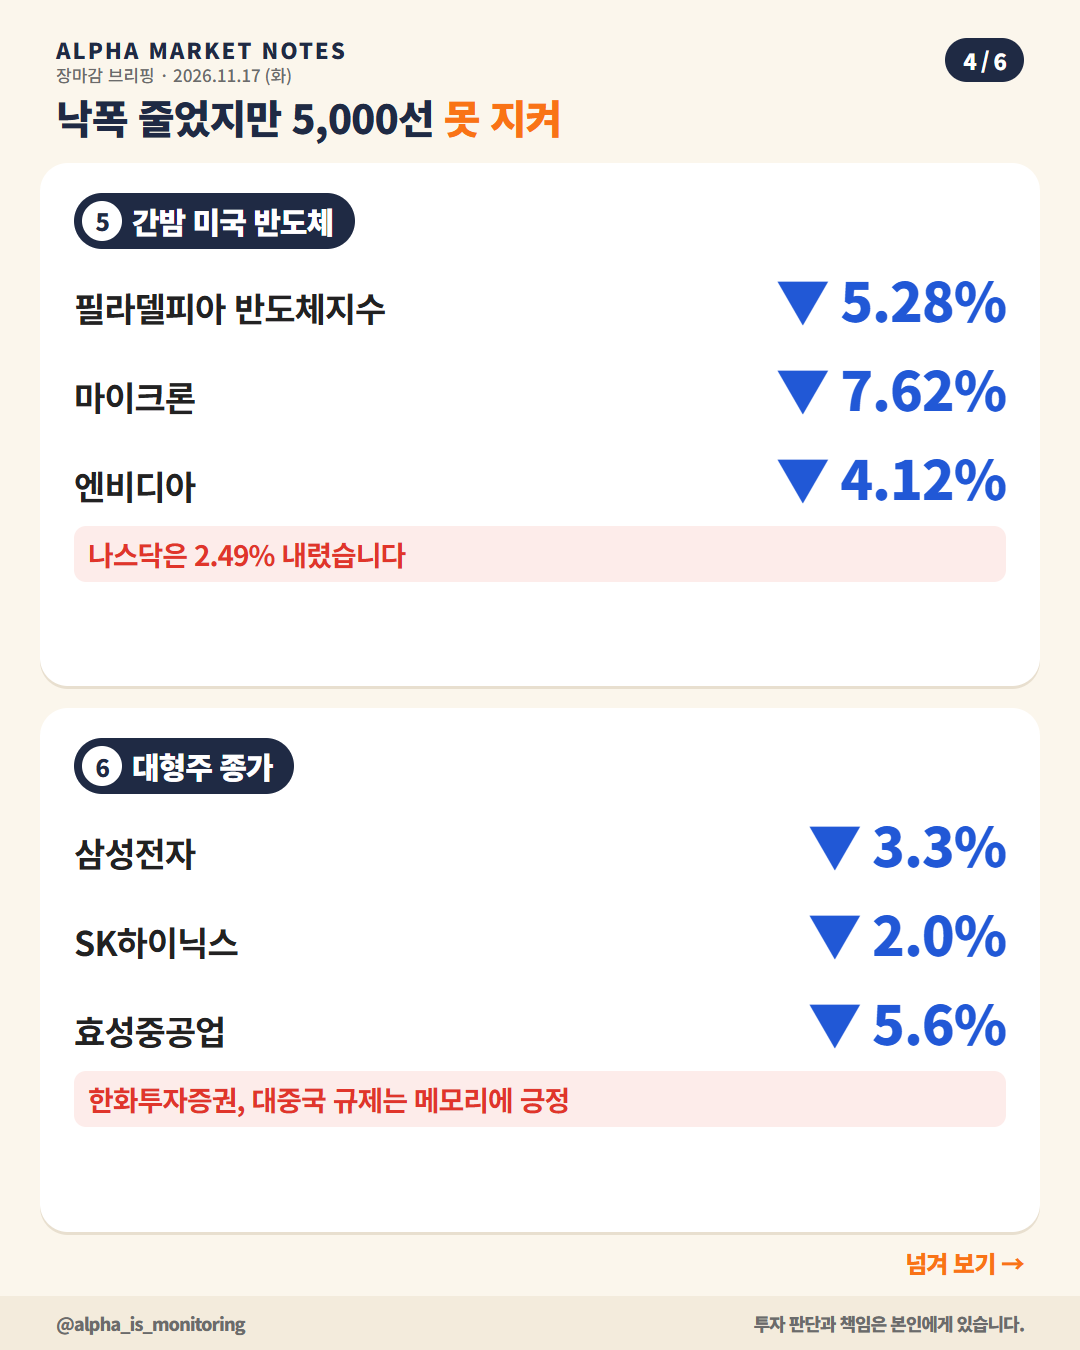 ALPHA MARKET NOTES
장마감 브리핑 · 2026.11.17 (화)
4 / 6
낙폭 줄었지만 5,000선 못 지켜
5 간밤 미국 반도체
필라델피아 반도체지수 ▼ 5.28%
마이크론 ▼ 7.62%
엔비디아 ▼ 4.12%
나스닥은 2.49% 내렸습니다
6 대형주 종가
삼성전자 ▼ 3.3%
SK하이닉스 ▼ 2.0%
효성중공업 ▼ 5.6%
한화투자증권, 대중국 규제는 메모리에 긍정
넘겨 보기 →
@alpha_is_monitoring
투자 판단과 책임은 본인에게 있습니다.